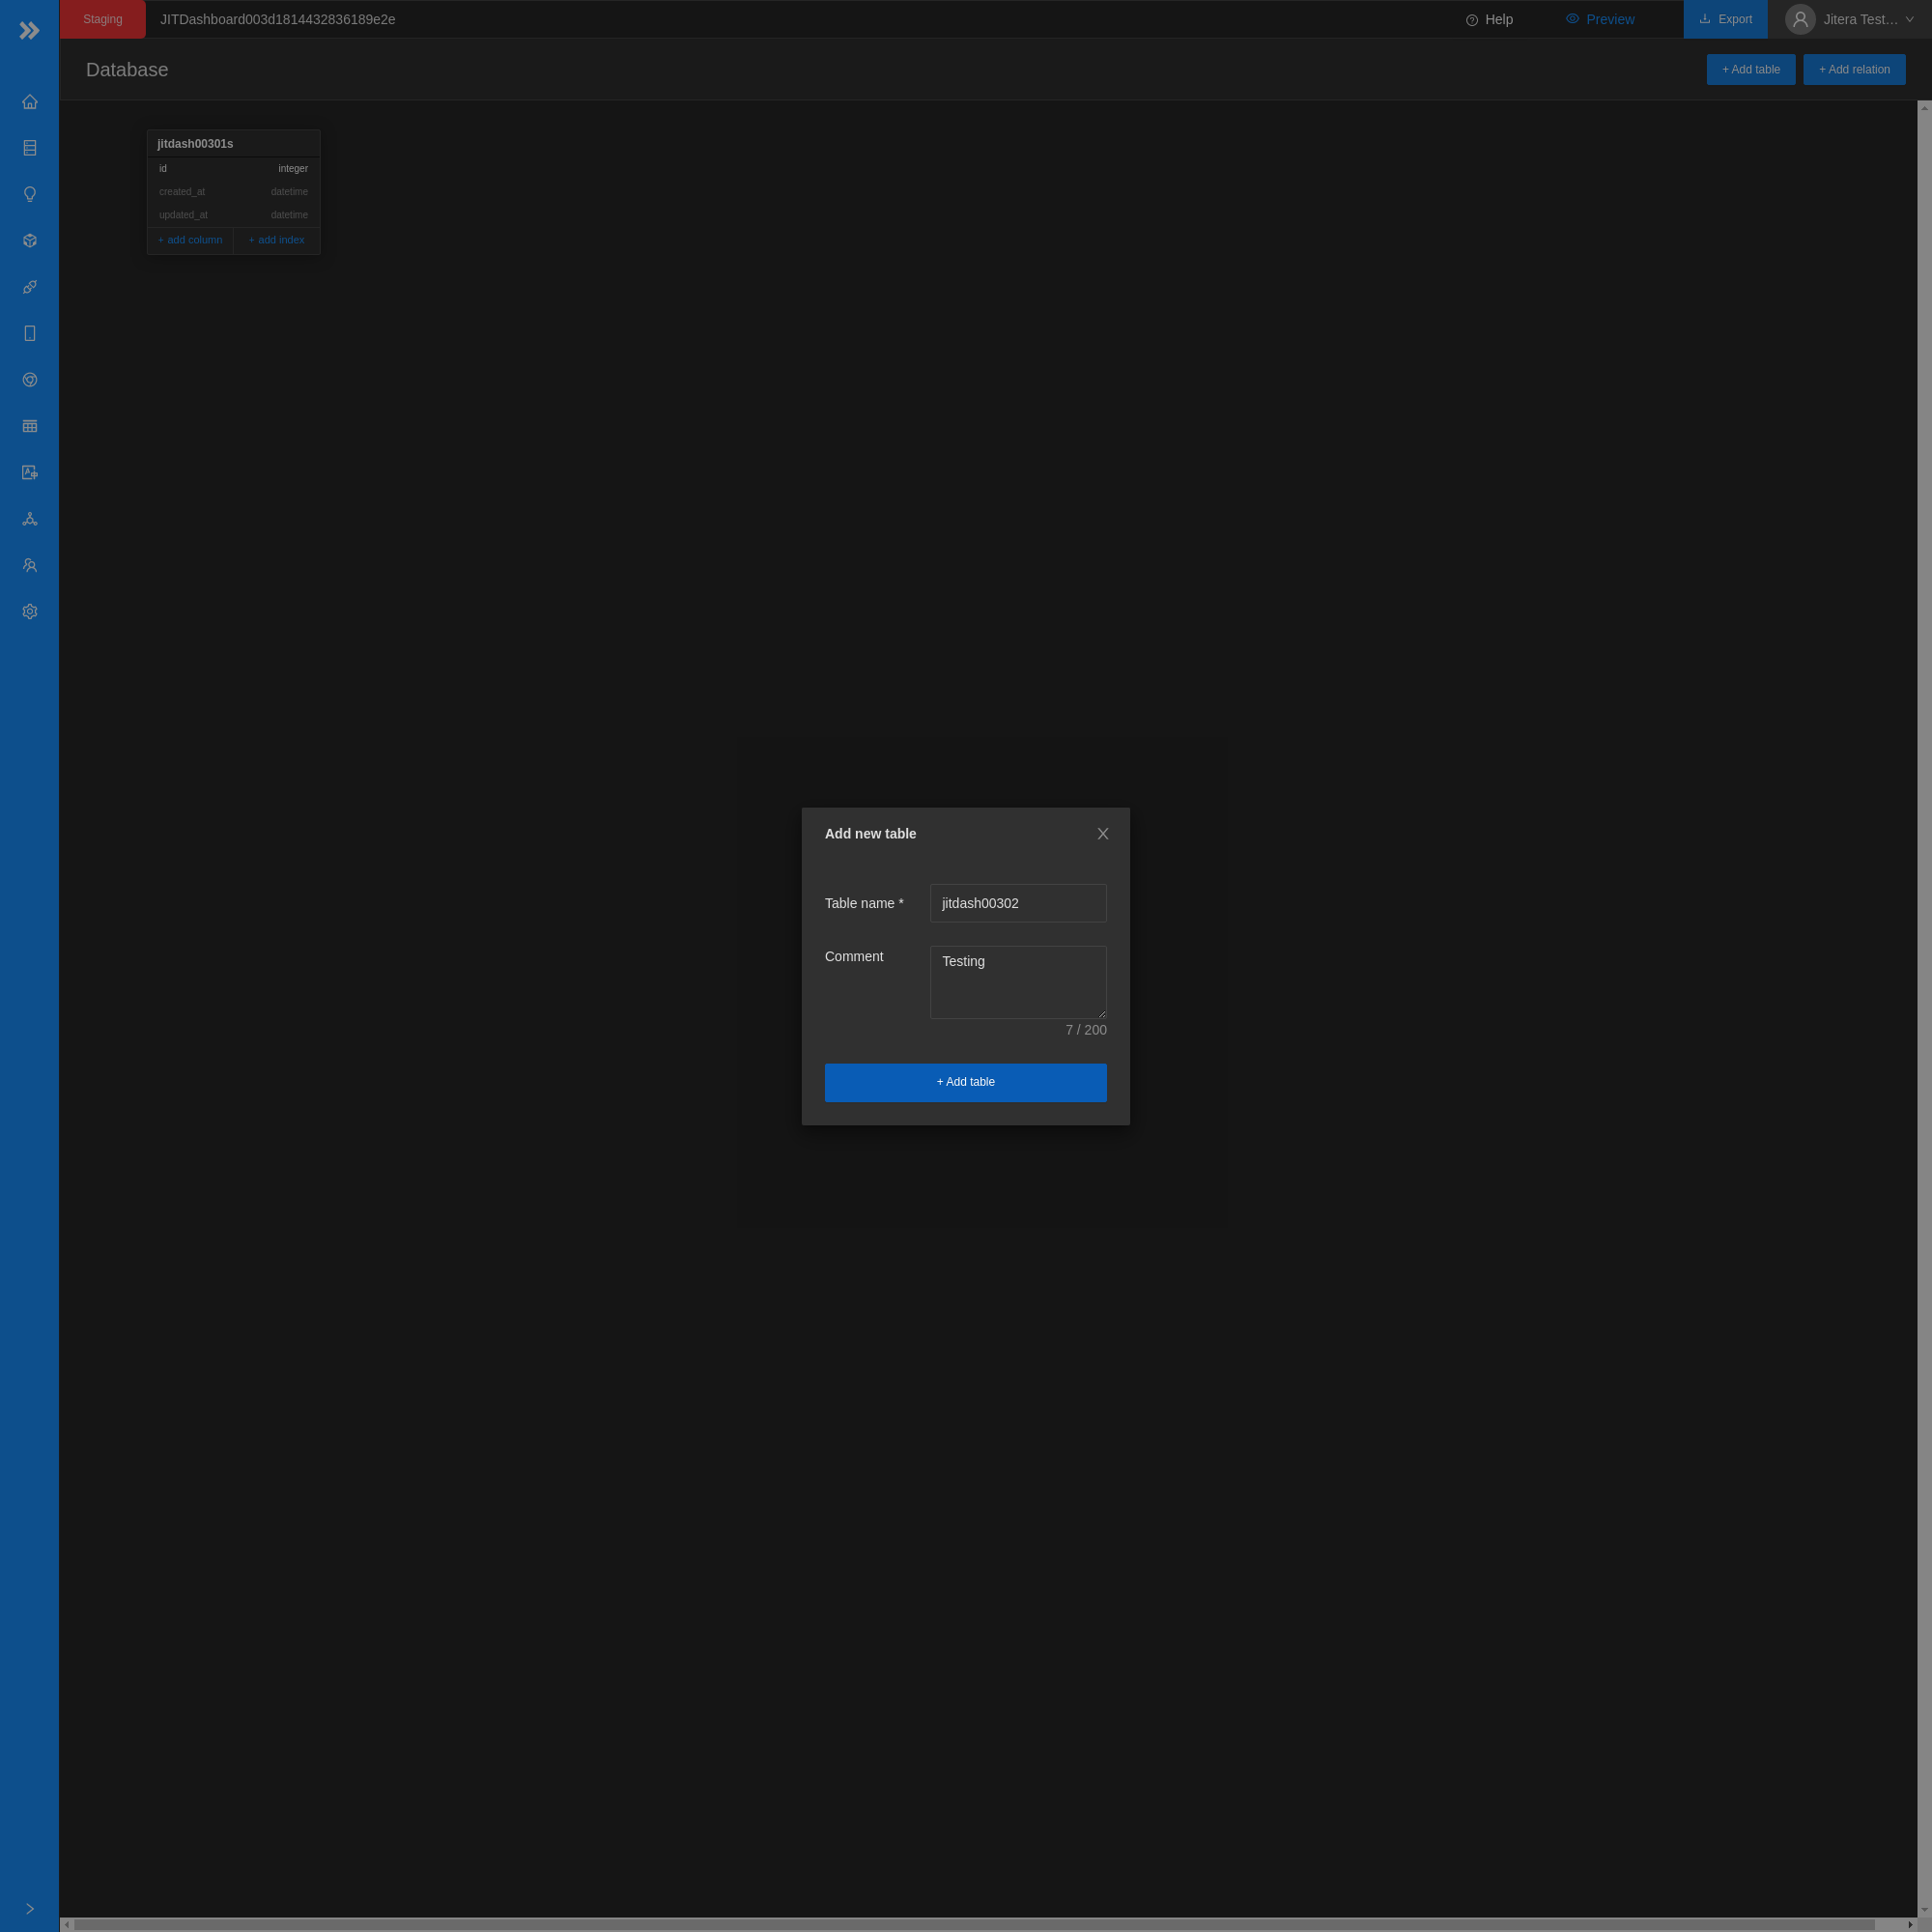 Staging
JITDashboard003d1814432836189e2e
Help
Preview
Export
Jitera Test...
Database
+ Add table
+ Add relation
jitdash00301s
id integer
created_at datetime
updated_at datetime
+ add column + add index
Add new table
Table name * jitdash00302
Comment Testing
7 / 200
+ Add table